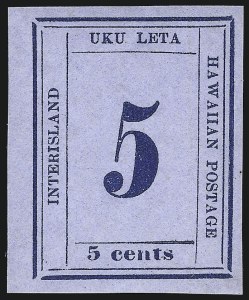 UKU LETA
INTERISLAND
5
HAWAIIAN POSTAGE
5 cents